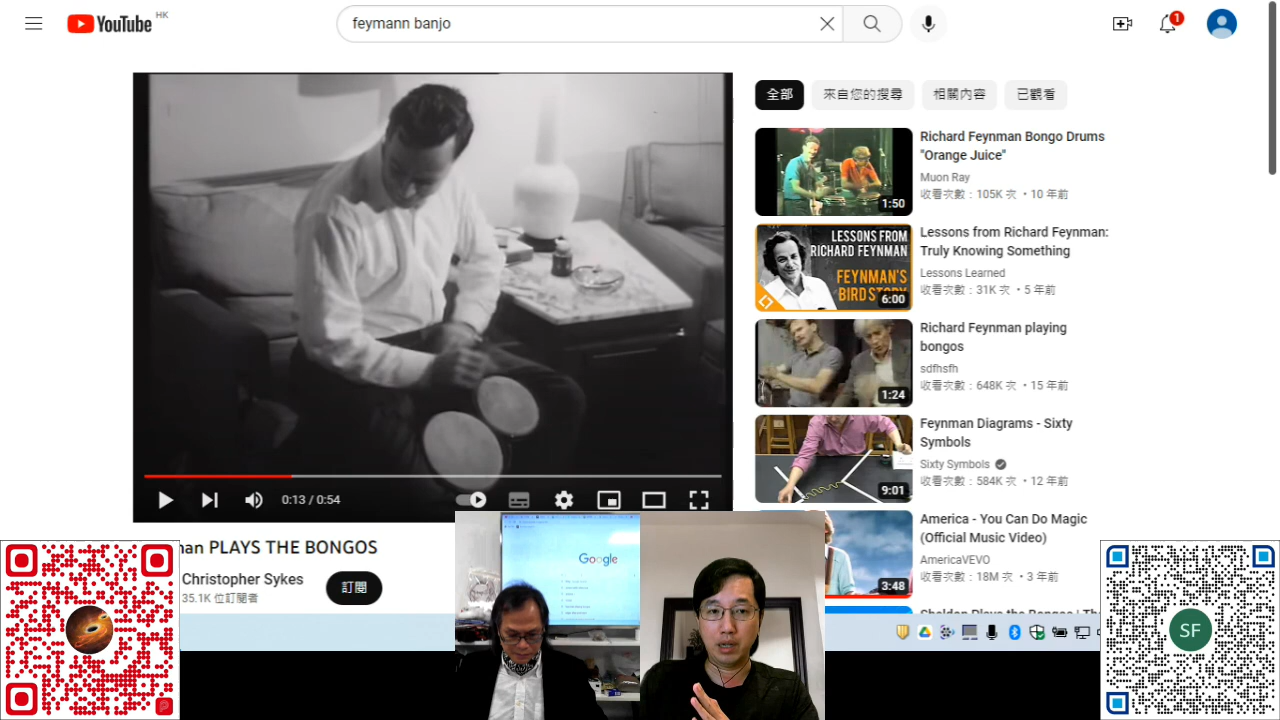 YouTube HK
feymann banjo
1
全部
來自您的搜尋
相關內容
已觀看
Richard Feynman Bongo Drums
"Orange Juice"
Muon Ray
收看次數：105K 次 • 10 年前
1:50
LESSONS FROM
RICHARD FEYNMAN
FEYNMAN'S
BIRD STORY
6:00
Lessons from Richard Feynman:
Truly Knowing Something
Lessons Learned
收看次數：31K 次 • 5 年前
Richard Feynman playing
bongos
sdfhsfh
收看次數：648K 次 • 15 年前
1:24
Feynman Diagrams - Sixty
Symbols
Sixty Symbols
收看次數：584K 次 • 12 年前
9:01
America - You Can Do Magic
(Official Music Video)
AmericaVEVO
收看次數：18M 次 • 3 年前
3:48
0:13 / 0:54
man PLAYS THE BONGOS
Christopher Sykes
35.1K 位訂閱者
訂閱
Google
SF